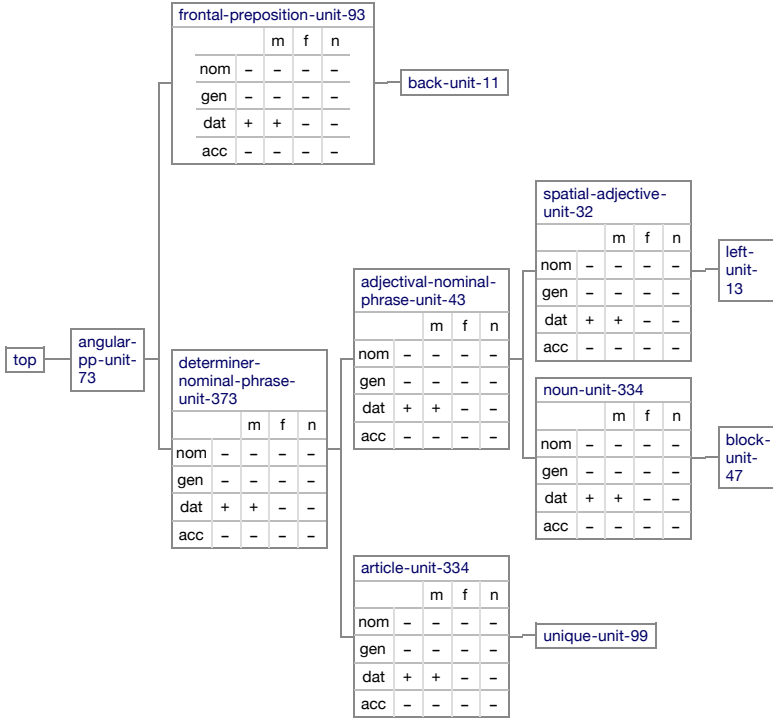 frontal-preposition-unit-93
m f n
nom – – – –
gen – – – –
dat + + – –
acc – – – –
back-unit-11
spatial-adjective-
unit-32
m f n
nom – – – –
gen – – – –
dat + + – –
acc – – – –
left-
unit-
13
adjectival-nominal-
phrase-unit-43
m f n
nom – – – –
gen – – – –
dat + + – –
acc – – – –
top
angular-
pp-unit-
73
determiner-
nominal-phrase-
unit-373
m f n
nom – – – –
gen – – – –
dat + + – –
acc – – – –
noun-unit-334
m f n
nom – – – –
gen – – – –
dat + + – –
acc – – – –
block-
unit-
47
article-unit-334
m f n
nom – – – –
gen – – – –
dat + + – –
acc – – – –
unique-unit-99